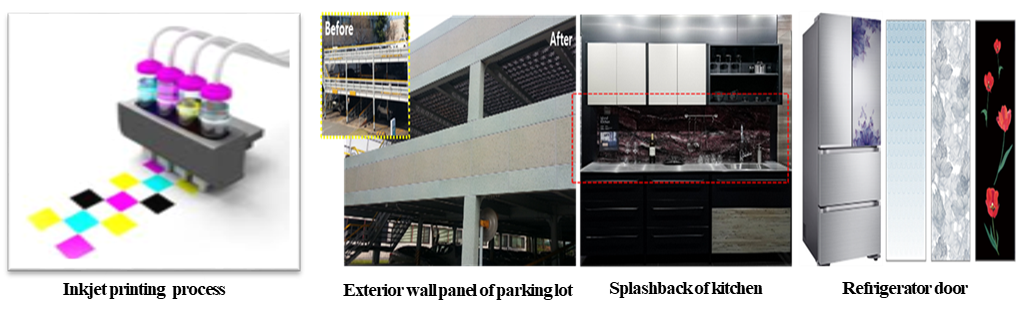 Before
After
Inkjet printing process
Exterior wall panel of parking lot
Splashback of kitchen
Refrigerator door